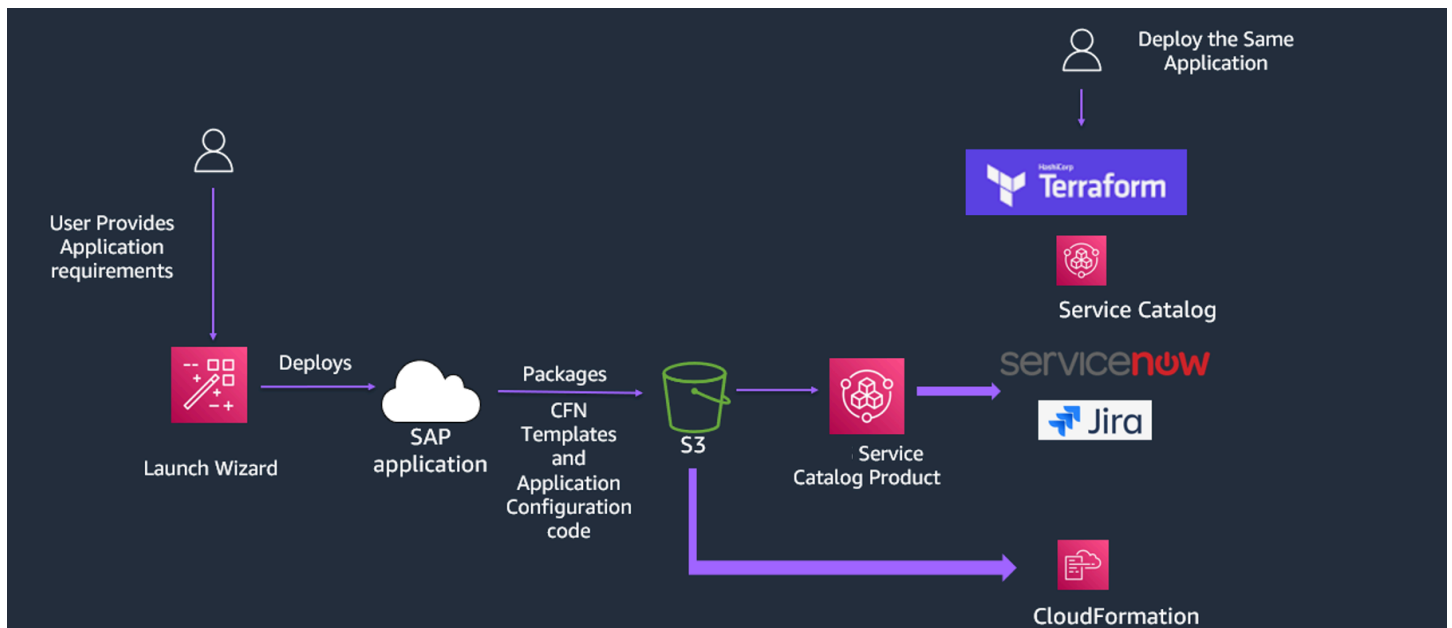 Deploy the Same
Application
User Provides
Application
requirements
HashiCorp
Terraform
Service Catalog
Deploys
Packages
CFN
Templates
and
Application
Configuration
code
SAP
application
S3
Launch Wizard
Service
Catalog Product
servicenow
Jira
CloudFormation